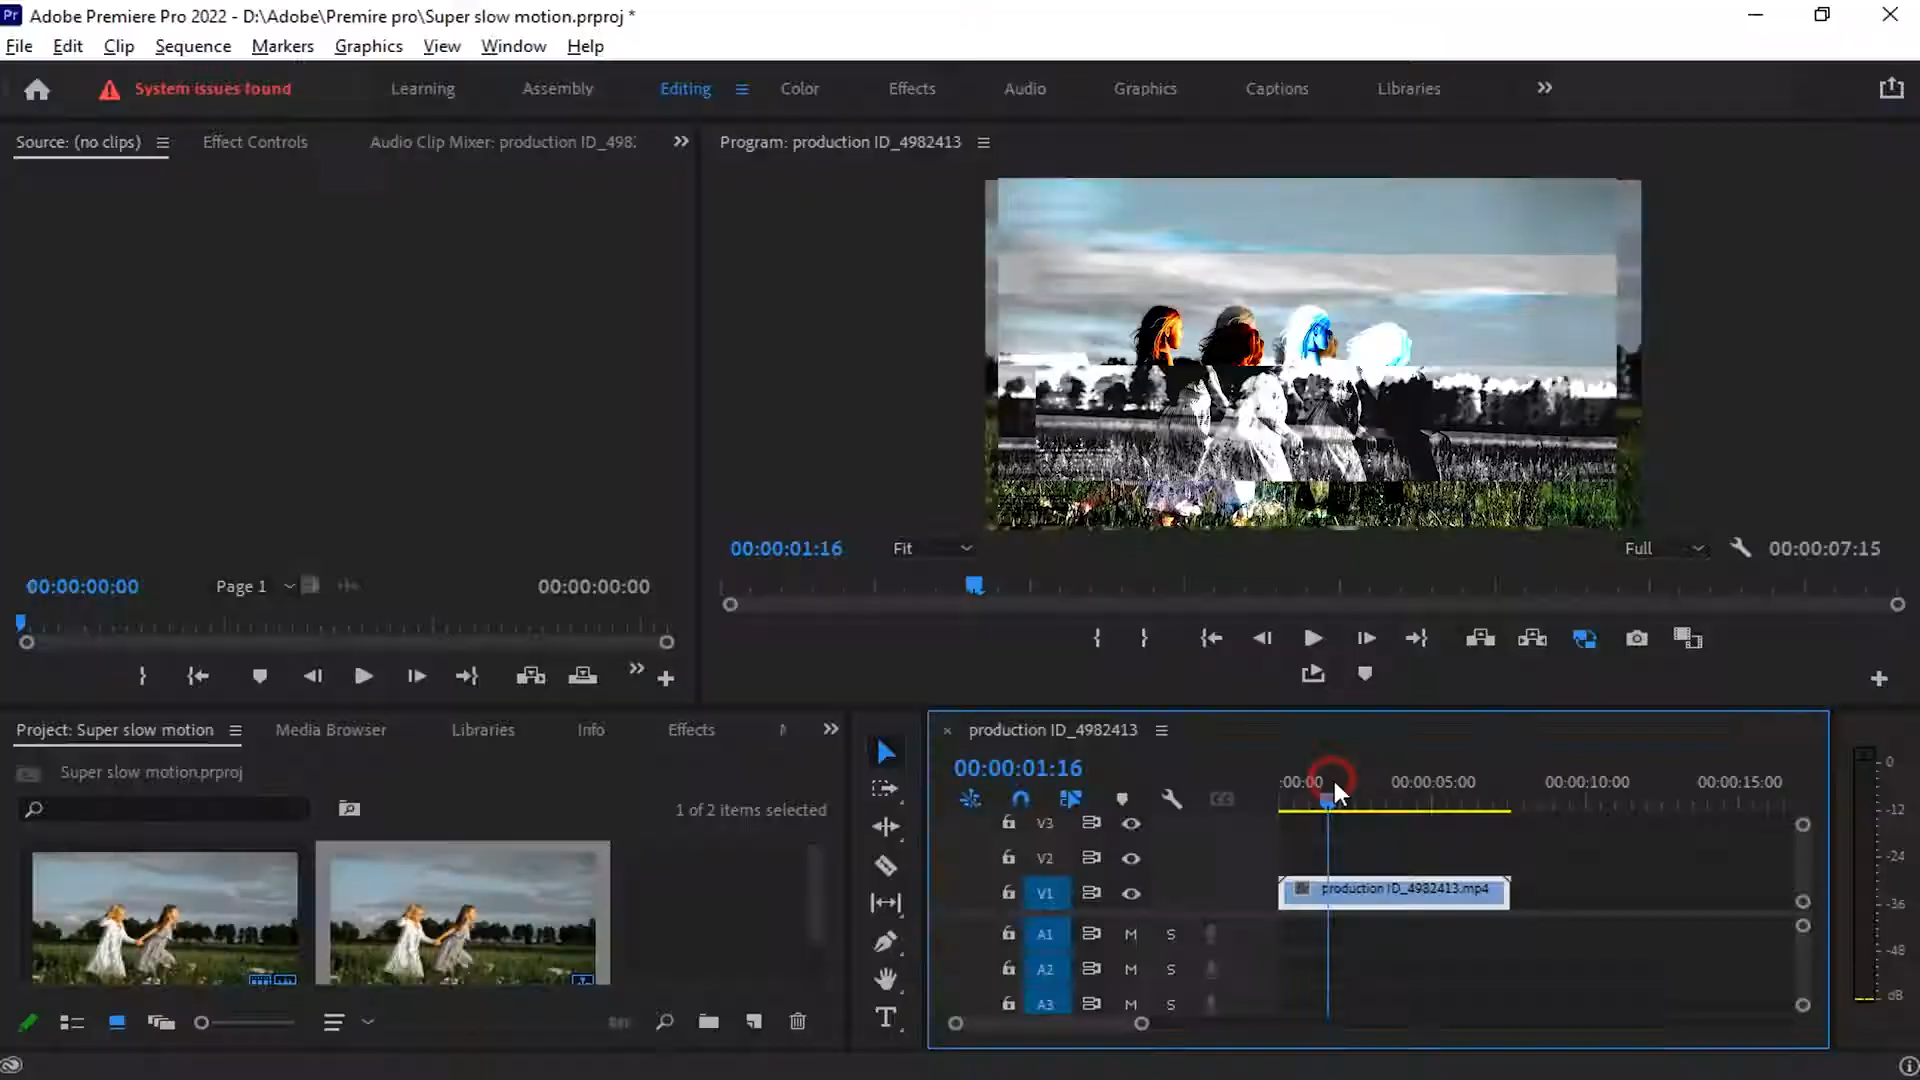 Pr Adobe Premiere Pro 2022 - D:\Adobe\Premire pro\Super slow motion.prproj *
File Edit Clip Sequence Markers Graphics View Window Help
System issues found Learning Assembly Editing Color Effects Audio Graphics Captions Libraries
Source: (no clips) Effect Controls Audio Clip Mixer: production ID_498
Program: production ID_4982413
00:00:01:16 Fit Full 00:00:07:15
00:00:00:00 Page 1 00:00:00:00
Project: Super slow motion Media Browser Libraries Info Effects
Super slow motion.prproj
1 of 2 items selected
production ID_4982413
00:00:01:16
:00:00 00:00:05:00 00:00:10:00 00:00:15:00
V3
V2
V1 production ID_4982413.mp4
A1 M S
A2 M S
A3 M S
0
-12
-24
-36
-48
dB